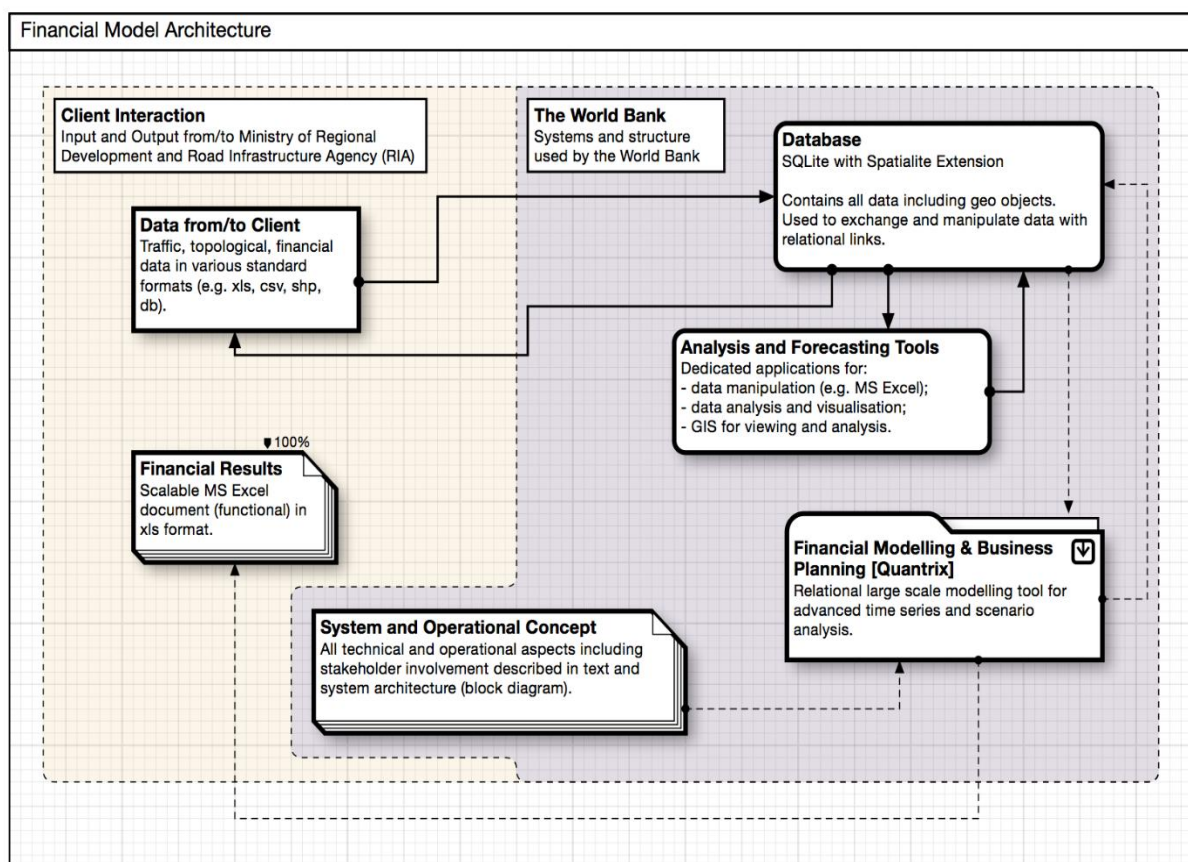 Financial Model Architecture
Client Interaction
Input and Output from/to Ministry of Regional
Development and Road Infrastructure Agency (RIA)
The World Bank
Systems and structure
used by the World Bank
Database
SQLite with Spatialite Extension
Contains all data including geo objects.
Used to exchange and manipulate data with
relational links.
Data from/to Client
Traffic, topological, financial
data in various standard
formats (e.g. xls, csv, shp,
db).
Analysis and Forecasting Tools
Dedicated applications for:
- data manipulation (e.g. MS Excel);
- data analysis and visualisation;
- GIS for viewing and analysis.
100%
Financial Results
Scalable MS Excel
document (functional) in
xls format.
Financial Modelling & Business
Planning [Quantrix]
Relational large scale modelling tool for
advanced time series and scenario
analysis.
System and Operational Concept
All technical and operational aspects including
stakeholder involvement described in text and
system architecture (block diagram).